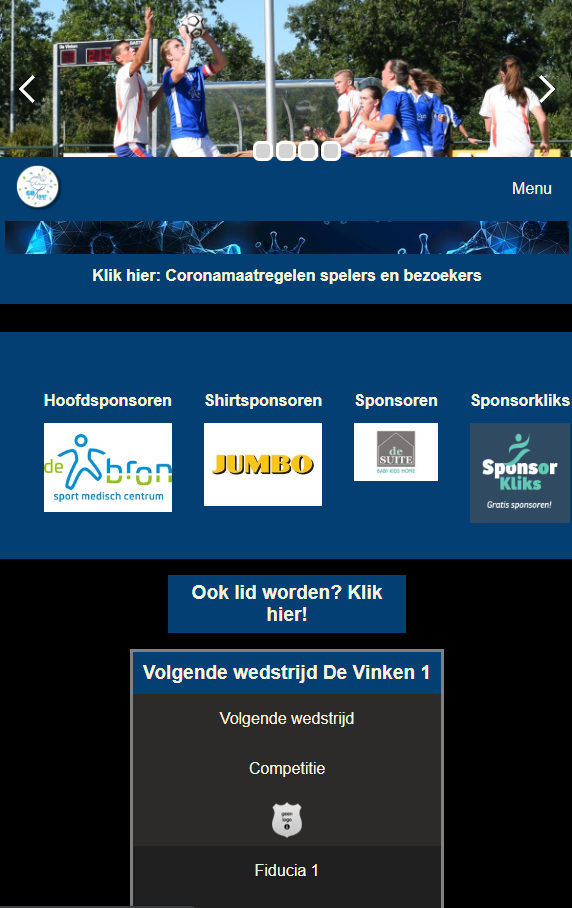 De Vinken
Menu
Klik hier: Coronamaatregelen spelers en bezoekers
Hoofdsponsoren
Shirtsponsoren
Sponsoren
Sponsorkliks
de bron
sport medisch centrum
JUMBO
de
SUITE
BABY KIDS HOME
Sponsor
Kliks
Gratis sponsoren!
Ook lid worden? Klik
hier!
Volgende wedstrijd De Vinken 1
Volgende wedstrijd
Competitie
geen
logo
Fiducia 1